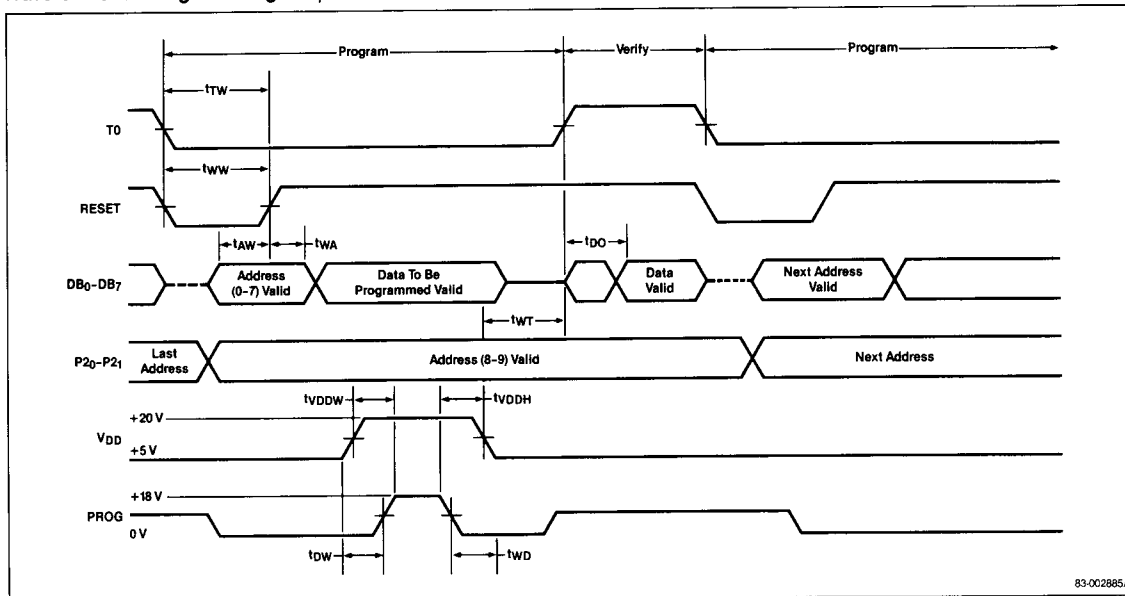 Program
Verify
Program
tTW
T0
tWW
RESET
tAW
tWA
tDO
DB0–DB7
Address
(0–7) Valid
Data To Be
Programmed Valid
Data
Valid
Next Address
Valid
tWT
P20–P21
Last
Address
Address (8–9) Valid
Next Address
tVDDW
tVDDH
+20 V
VDD
+5 V
+18 V
PROG
0 V
tDW
tWD